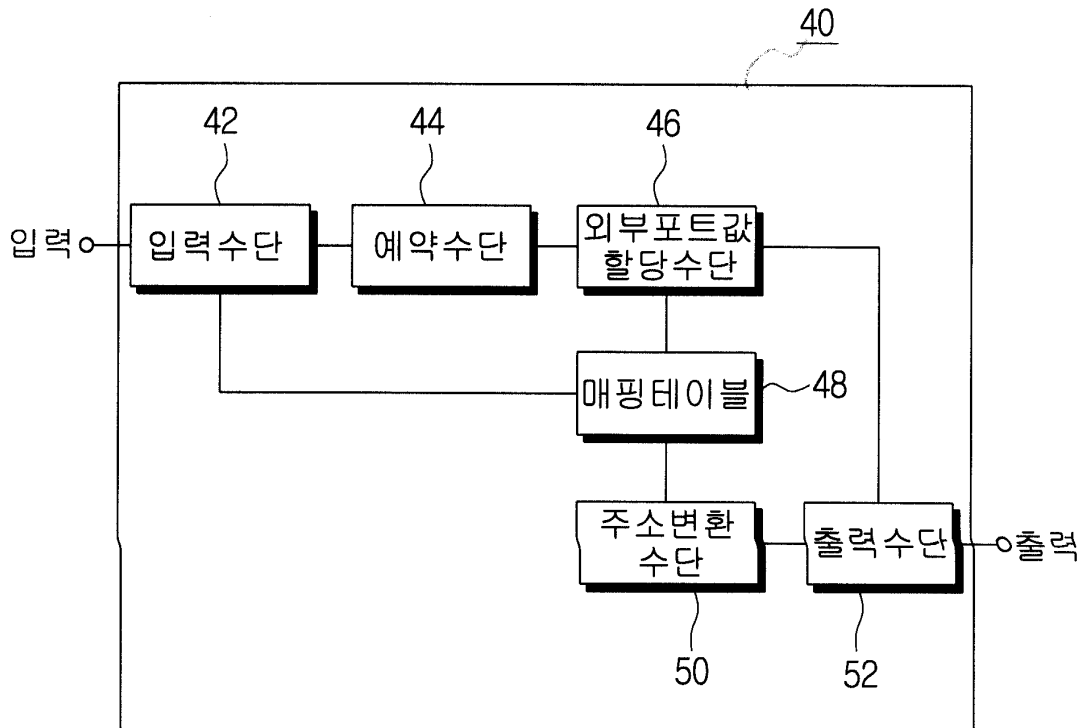 40
42
44
46
입력
입력수단
예약수단
외부포트값
할당수단
매핑테이블
48
주소변환
수단
출력수단
출력
50
52